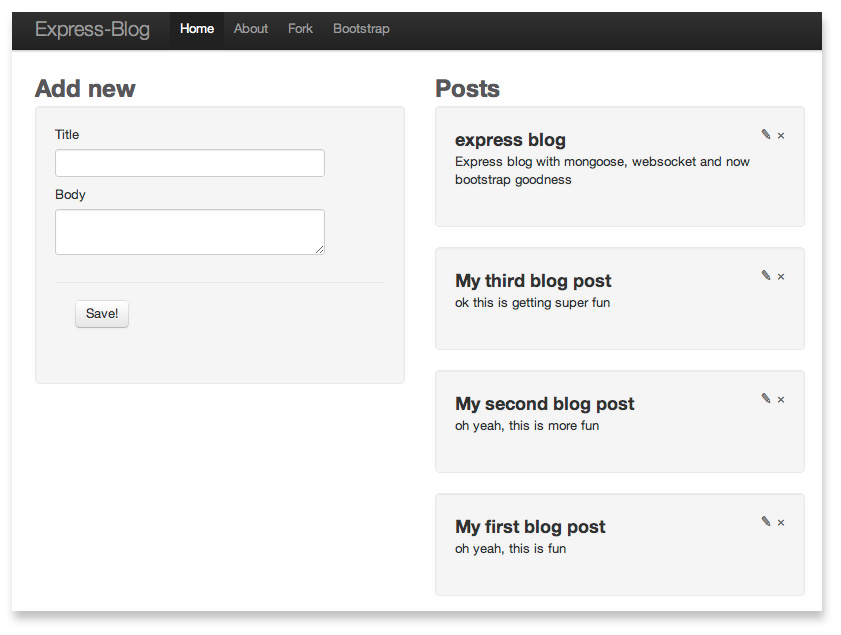 Express-Blog Home About Fork Bootstrap
Add new
Title
Body
Save!
Posts
express blog
Express blog with mongoose, websocket and now
bootstrap goodness
My third blog post
ok this is getting super fun
My second blog post
oh yeah, this is more fun
My first blog post
oh yeah, this is fun